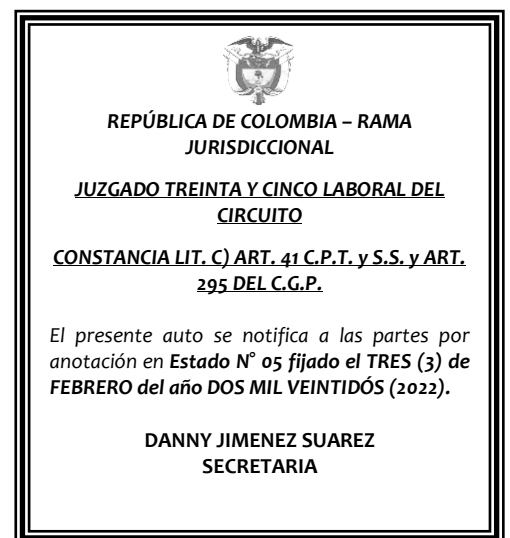 REPÚBLICA DE COLOMBIA – RAMA
JURISDICCIONAL
JUZGADO TREINTA Y CINCO LABORAL DEL
CIRCUITO
CONSTANCIA LIT. C) ART. 41 C.P.T. y S.S. y ART.
295 DEL C.G.P.
El presente auto se notifica a las partes por
anotación en Estado N° 05 fijado el TRES (3) de
FEBRERO del año DOS MIL VEINTIDÓS (2022).
DANNY JIMENEZ SUAREZ
SECRETARIA